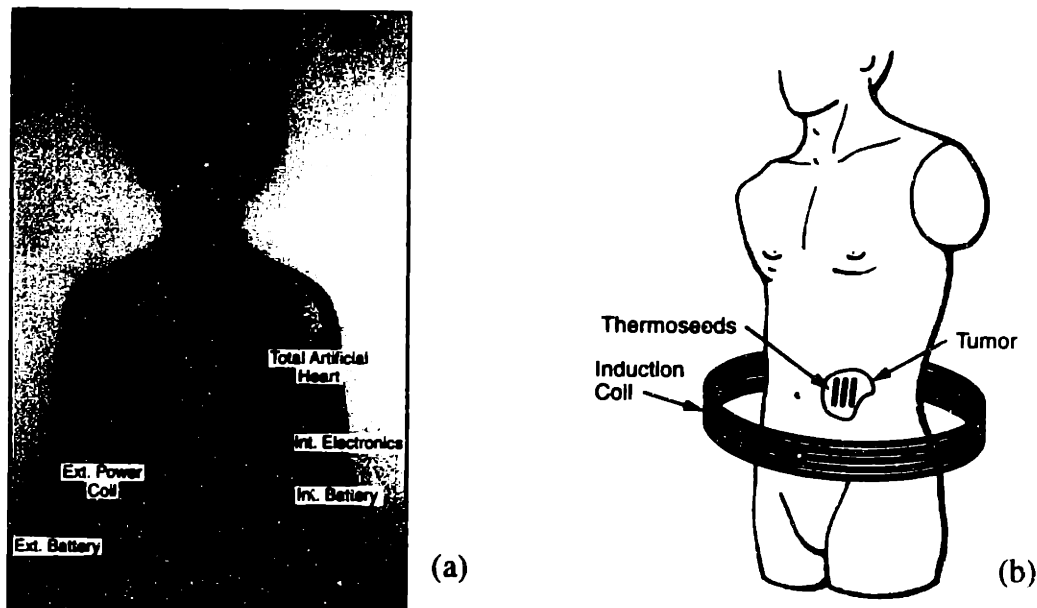 Total Artificial
Heart
Int. Electronics
Ext. Power
Coil
Int. Battery
Ext. Battery
(a)
Thermoseeds
Tumor
Induction
Coil
(b)